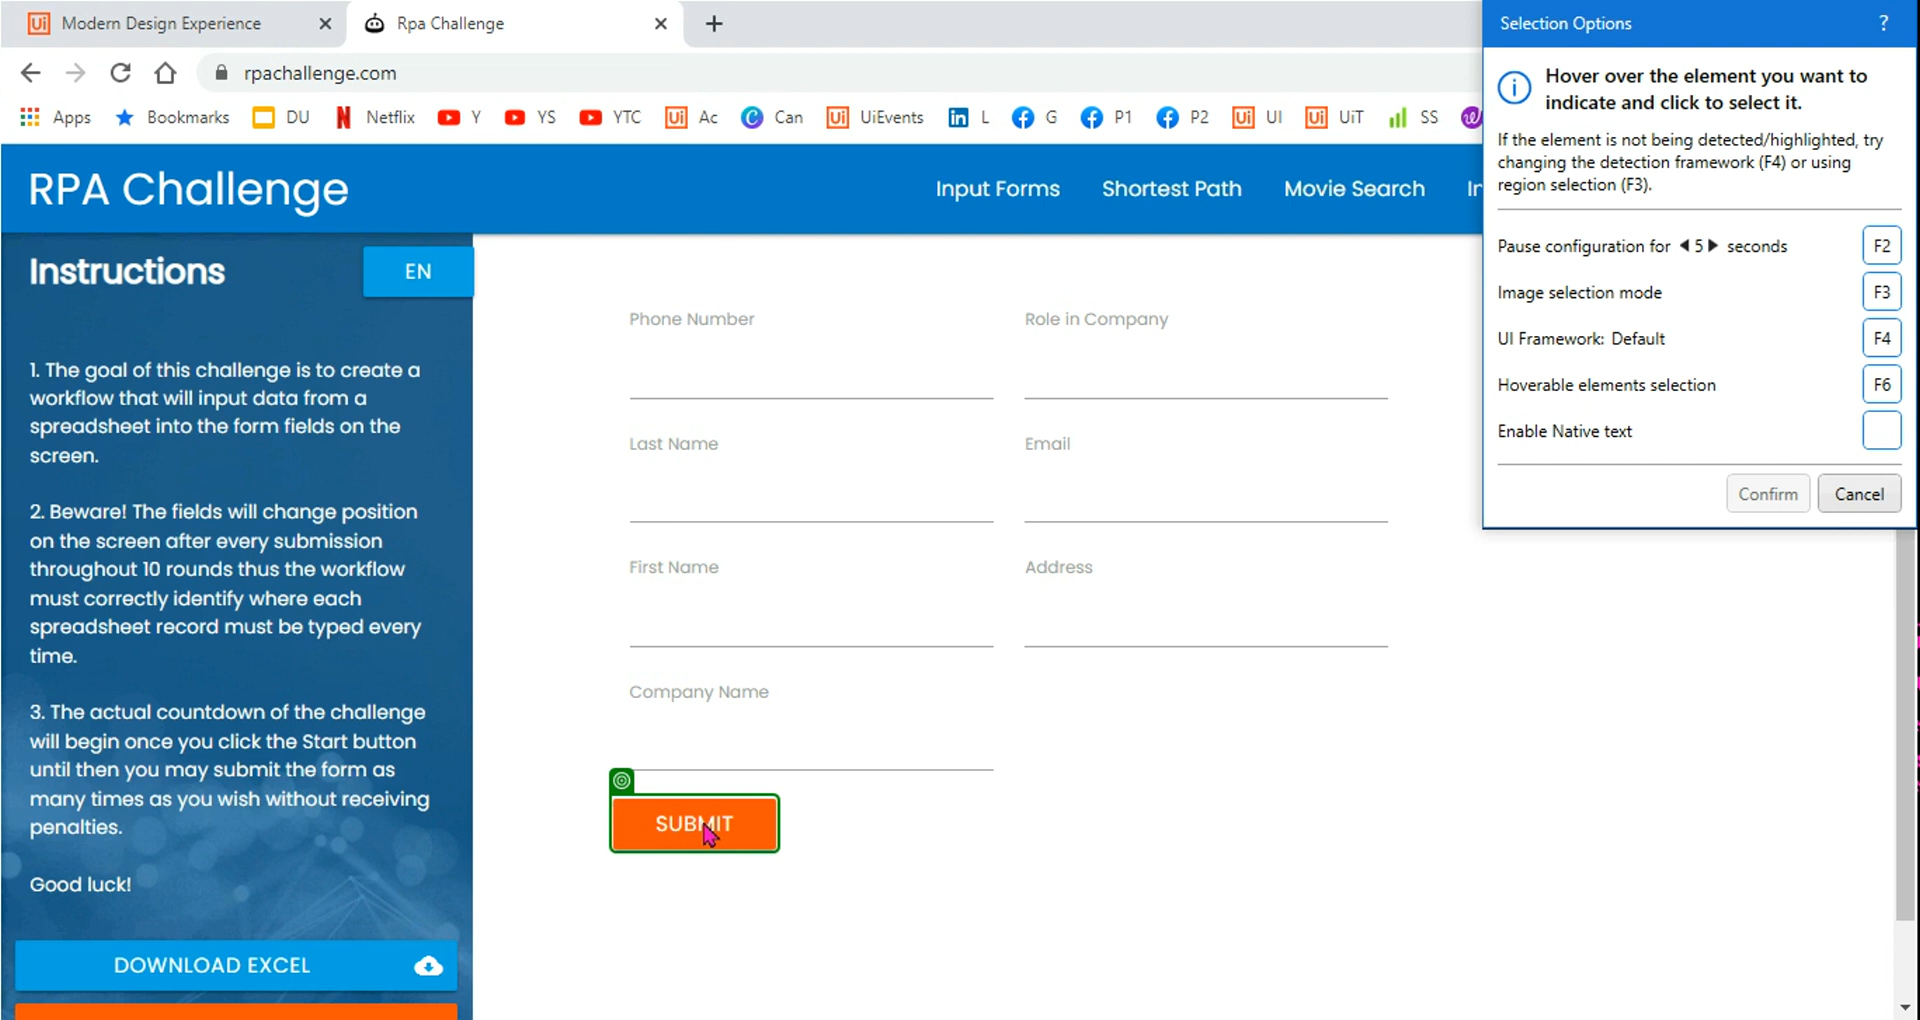 Modern Design Experience
Rpa Challenge
rpachallenge.com
Apps Bookmarks DU Netflix Y YS YTC Ac Can UiEvents L G P1 P2 UI UiT SS
RPA Challenge
Input Forms Shortest Path Movie Search
Instructions
EN
1. The goal of this challenge is to create a
workflow that will input data from a
spreadsheet into the form fields on the
screen.
2. Beware! The fields will change position
on the screen after every submission
throughout 10 rounds thus the workflow
must correctly identify where each
spreadsheet record must be typed every
time.
3. The actual countdown of the challenge
will begin once you click the Start button
until then you may submit the form as
many times as you wish without receiving
penalties.
Good luck!
DOWNLOAD EXCEL
Phone Number
Role in Company
Last Name
Email
First Name
Address
Company Name
SUBMIT
Selection Options ?
Hover over the element you want to
indicate and click to select it.
If the element is not being detected/highlighted, try
changing the detection framework (F4) or using
region selection (F3).
Pause configuration for 5 seconds F2
Image selection mode F3
UI Framework: Default F4
Hoverable elements selection F6
Enable Native text
Confirm Cancel